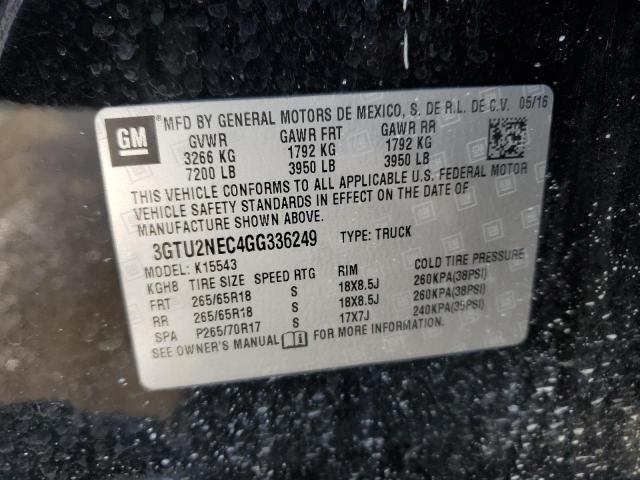 GM
MFD BY GENERAL MOTORS DE MEXICO, S. DE R.L. DE C.V. 05/16
GVWR GAWR FRT GAWR RR
3266 KG 1792 KG 1792 KG
7200 LB 3950 LB 3950 LB
THIS VEHICLE CONFORMS TO ALL APPLICABLE U.S. FEDERAL MOTOR
VEHICLE SAFETY STANDARDS IN EFFECT ON THE DATE OF
MANUFACTURE SHOWN ABOVE.
3GTU2NEC4GG336249 TYPE: TRUCK
MODEL: K15543
KGHB TIRE SIZE SPEED RTG RIM COLD TIRE PRESSURE
FRT 265/65R18 S 18X8.5J 260KPA(38PSI)
RR 265/65R18 S 18X8.5J 260KPA(38PSI)
SPA P265/70R17 S 17X7J 240KPA(35PSI)
SEE OWNER'S MANUAL FOR MORE INFORMATION